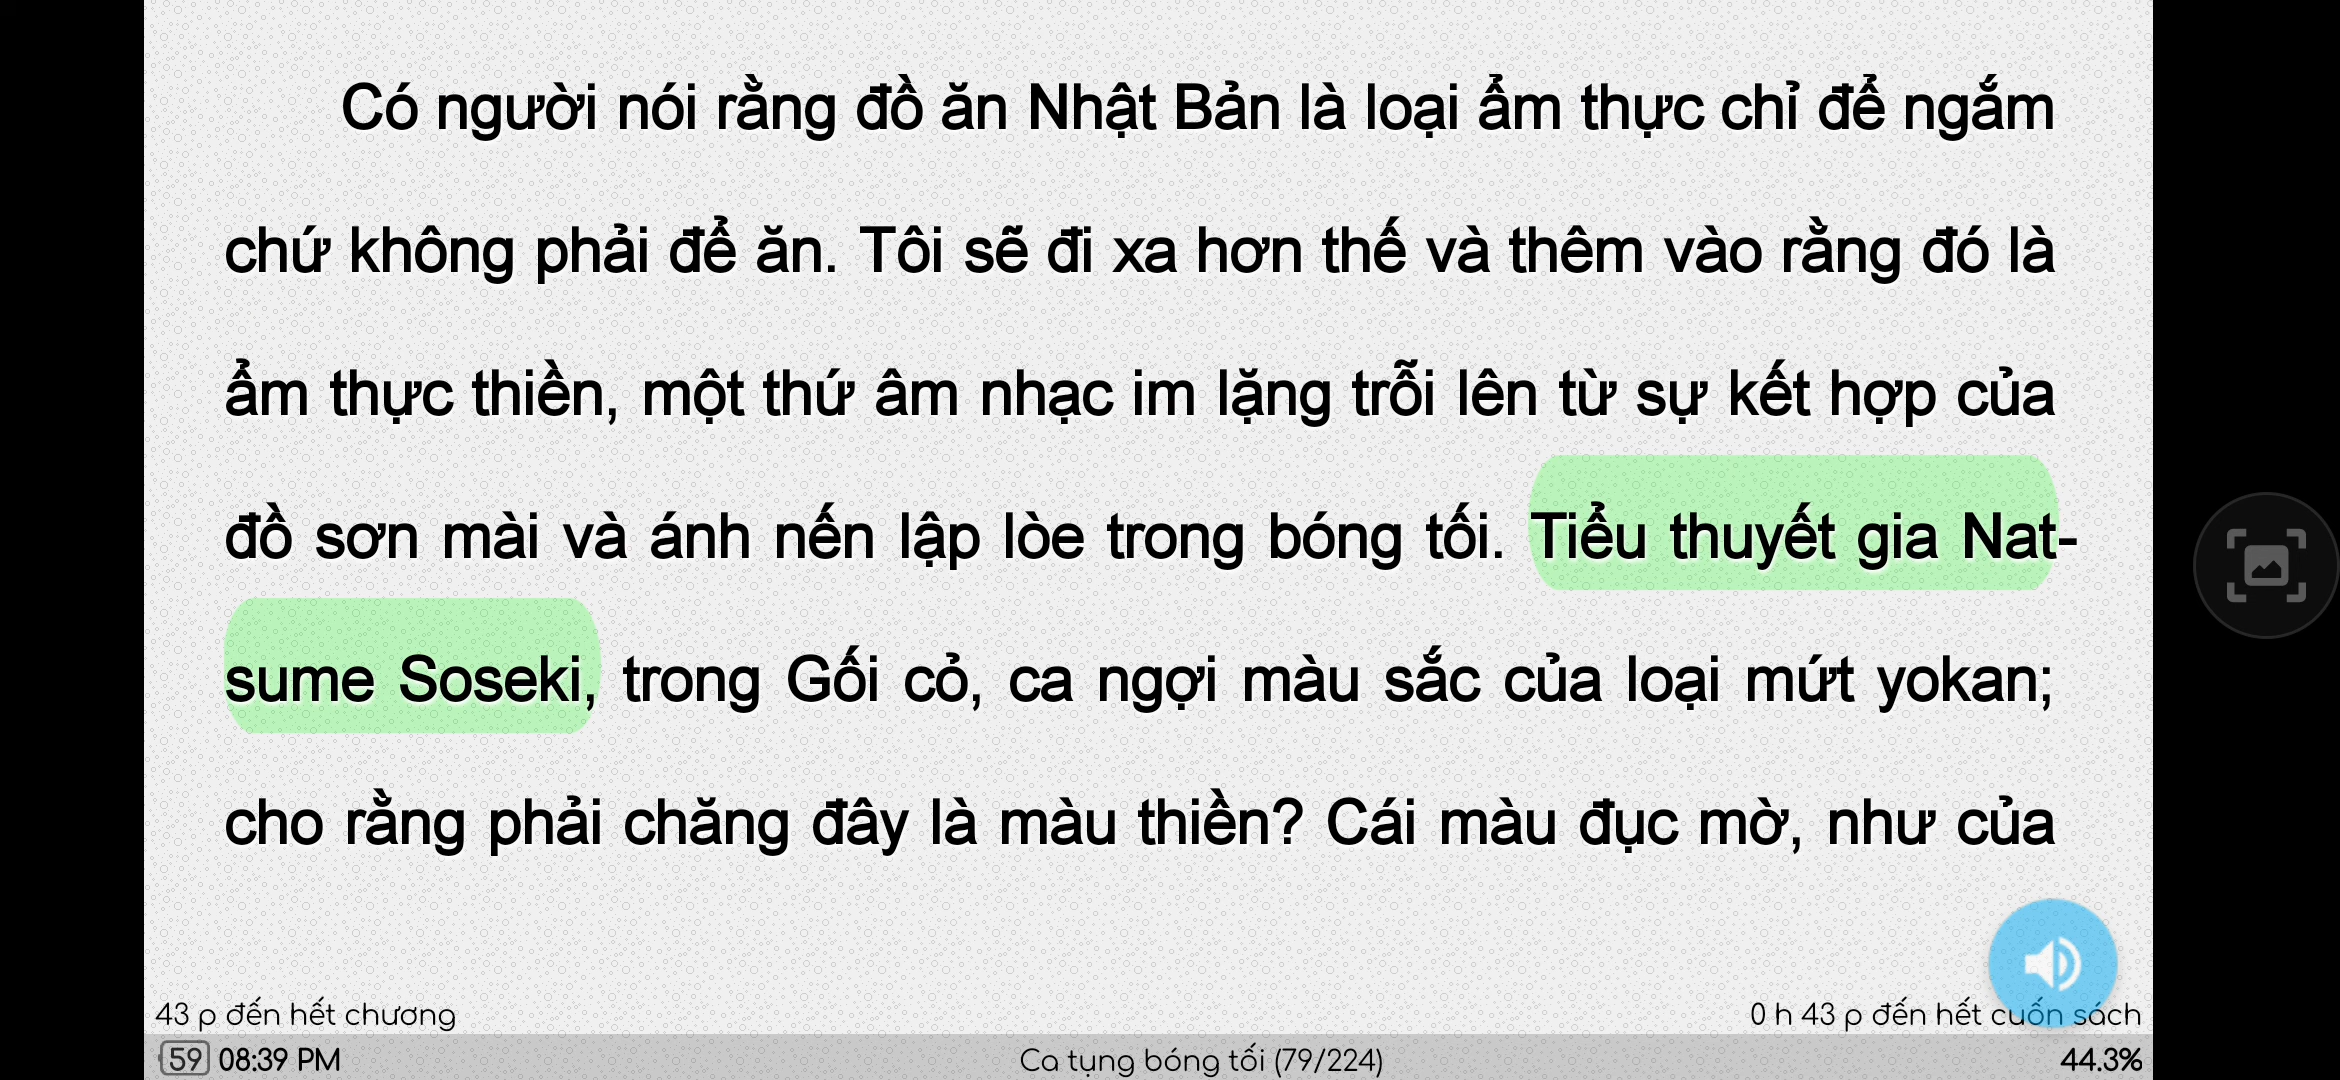 Có người nói rằng đồ ăn Nhật Bản là loại ẩm thực chỉ để ngắm
chứ không phải để ăn. Tôi sẽ đi xa hơn thế và thêm vào rằng đó là
ẩm thực thiền, một thứ âm nhạc im lặng trỗi lên từ sự kết hợp của
đồ sơn mài và ánh nến lập lòe trong bóng tối. Tiểu thuyết gia Nat-
sume Soseki, trong Gối cỏ, ca ngợi màu sắc của loại mứt yokan;
cho rằng phải chăng đây là màu thiền? Cái màu đục mờ, như của
43 p đến hết chương
0 h 43 p đến hết cuốn sách
59 08:39 PM
Ca tụng bóng tối (79/224)
44.3%